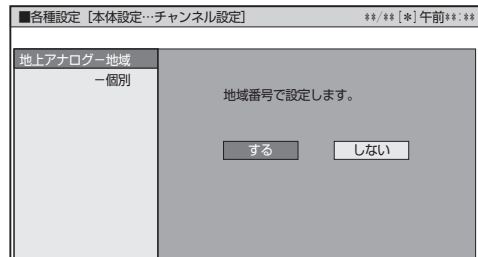 ■各種設定［本体設定…チャンネル設定］ **/**[*]午前**:**
地上アナログー地域
ー個別
地域番号で設定します。
する しない